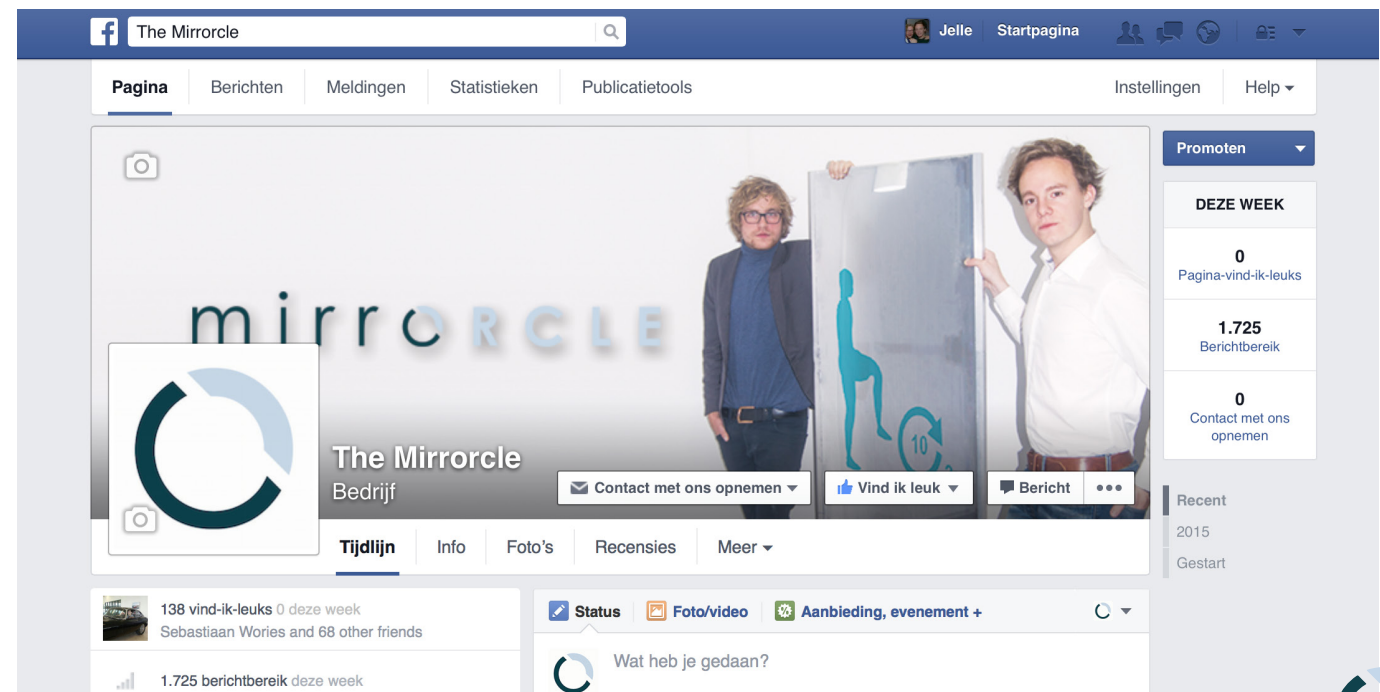 The Mirrorcle
Jelle
Startpagina
Pagina
Berichten
Meldingen
Statistieken
Publicatietools
Instellingen
Help
mirrORCLE
10
The Mirrorcle
Bedrijf
Contact met ons opnemen
Vind ik leuk
Bericht
•••
Promoten
DEZE WEEK
0
Pagina-vind-ik-leuks
1.725
Berichtbereik
0
Contact met ons
opnemen
Recent
2015
Gestart
Tijdlijn
Info
Foto's
Recensies
Meer
138 vind-ik-leuks 0 deze week
Sebastiaan Wories and 68 other friends
1.725 berichtbereik deze week
Status
Foto/video
Aanbieding, evenement +
Wat heb je gedaan?